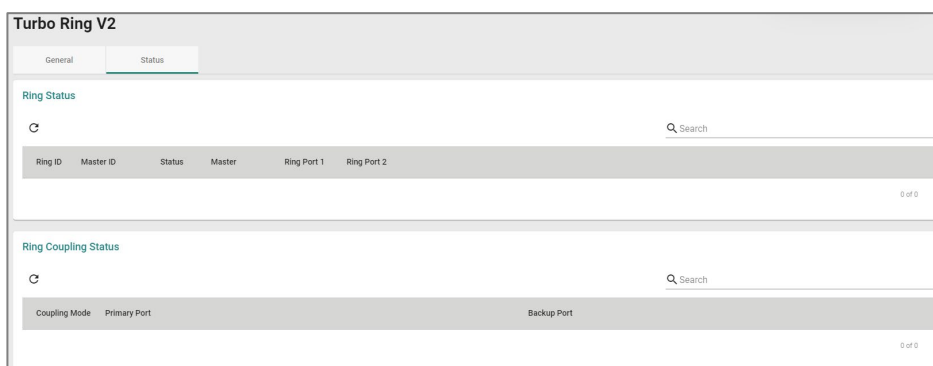 Turbo Ring V2
General Status
Ring Status
Search
Ring ID Master ID Status Master Ring Port 1 Ring Port 2
0 of 0
Ring Coupling Status
Search
Coupling Mode Primary Port Backup Port
0 of 0